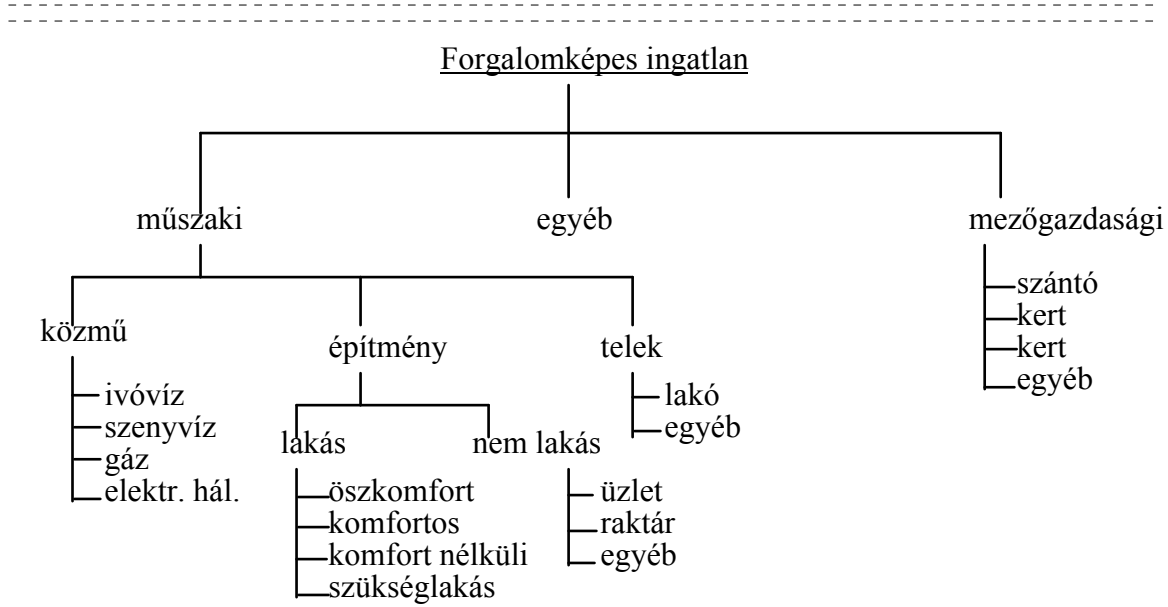 Forgalomképes ingatlan
műszaki
egyéb
mezőgazdasági
közmű
ivóvíz
szenyvíz
gáz
elektr. hál.
építmény
lakás
öszkomfort
komfortos
komfort nélküli
szükséglakás
nem lakás
üzlet
raktár
egyéb
telek
lakó
egyéb
szántó
kert
kert
egyéb